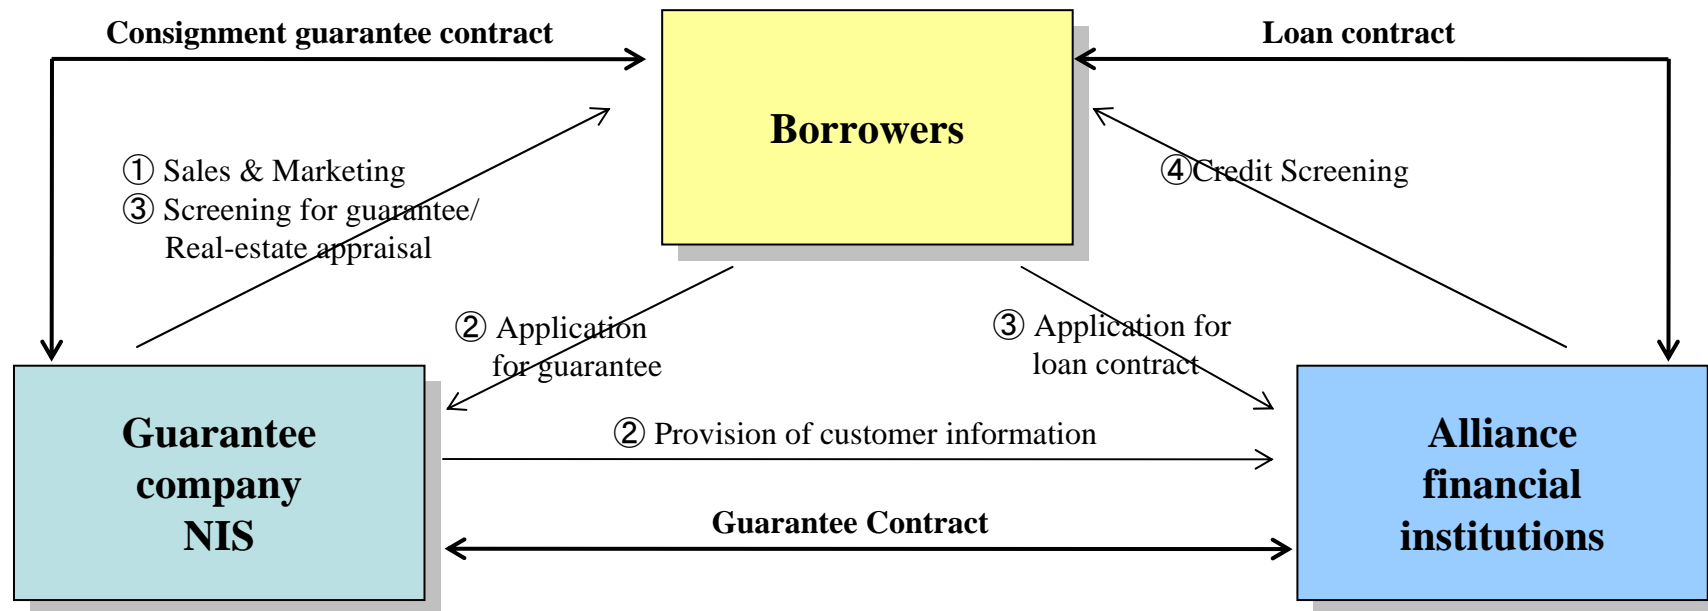 Consignment guarantee contract
Loan contract
Borrowers
① Sales & Marketing
③ Screening for guarantee/
Real-estate appraisal
④Credit Screening
② Application
for guarantee
③ Application for
loan contract
Guarantee
company
NIS
② Provision of customer information
Guarantee Contract
Alliance
financial
institutions